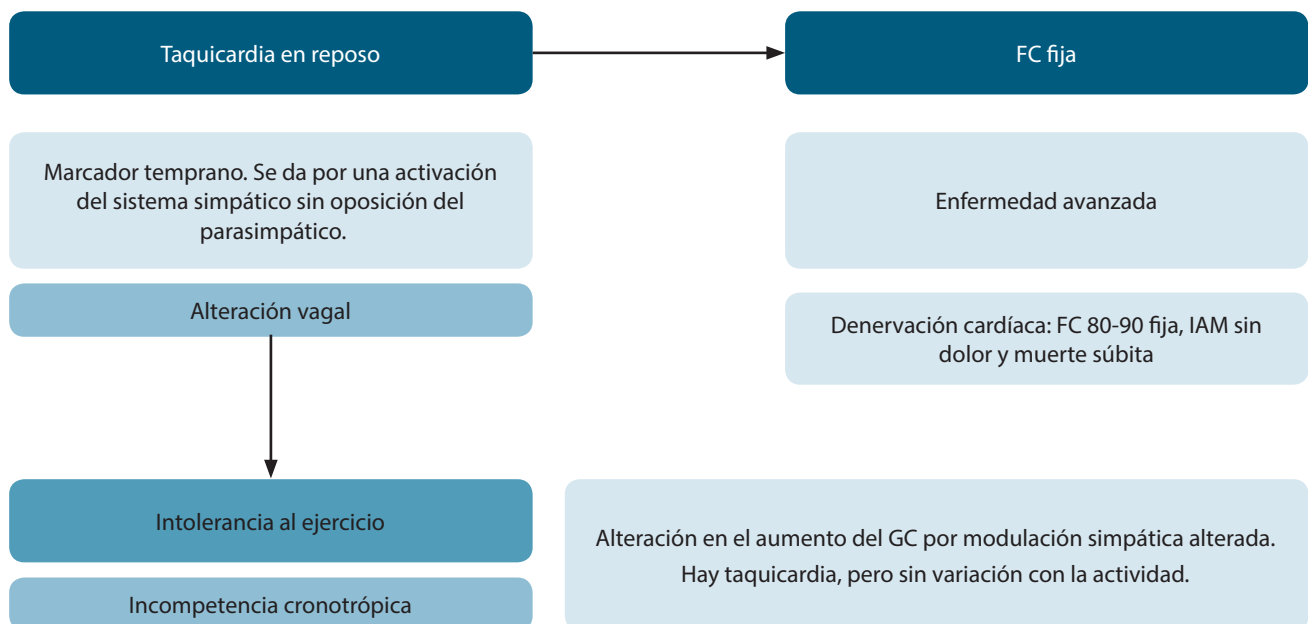 Taquicardia en reposo
FC fija
Marcador temprano. Se da por una activación
del sistema simpático sin oposición del
parasimpático.
Enfermedad avanzada
Alteración vagal
Denervación cardíaca: FC 80-90 fija, IAM sin
dolor y muerte súbita
Intolerancia al ejercicio
Alteración en el aumento del GC por modulación simpática alterada.
Hay taquicardia, pero sin variación con la actividad.
Incompetencia cronotrópica